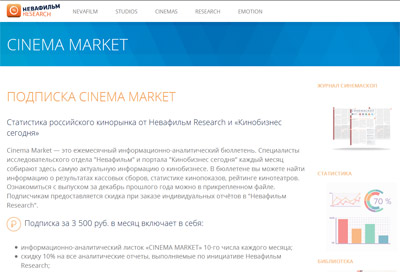 НЕВАФИЛЬМ
RESEARCH
NEVAFILM
STUDIOS
CINEMAS
RESEARCH
EMOTION
CINEMA MARKET
ЖУРНАЛ СИНЕМАСКОП
ПОДПИСКА CINEMA MARKET
Статистика российского кинорынка от Невафильм Research и «Кинобизнес
сегодня»
Cinema Market — это ежемесячный информационно-аналитический бюллетень. Специалисты
исследовательского отдела "Невафильм" и портала "Кинобизнес сегодня" каждый месяц
собирают здесь самую актуальную информацию о кинобизнесе. В бюллетене вы можете найти
информацию о результатах кассовых сборов, статистике кинопоказов, рейтинге кинотеатров.
Ознакомиться с выпуском за декабрь прошлого года можно в прикрепленном файле.
Подписчикам предоставляется скидка при заказе индивидуальных отчётов в "Невафильм
Research".
СТАТИСТИКА
70 %
Подписка за 3 500 руб. в месяц включает в себя:
информационно-аналитический листок «CINEMA MARKET» 10-го числа каждого месяца;
скидку 10% на все аналитические отчеты, выполняемые по инициативе Невафильм
Research;
БИБЛИОТЕКА